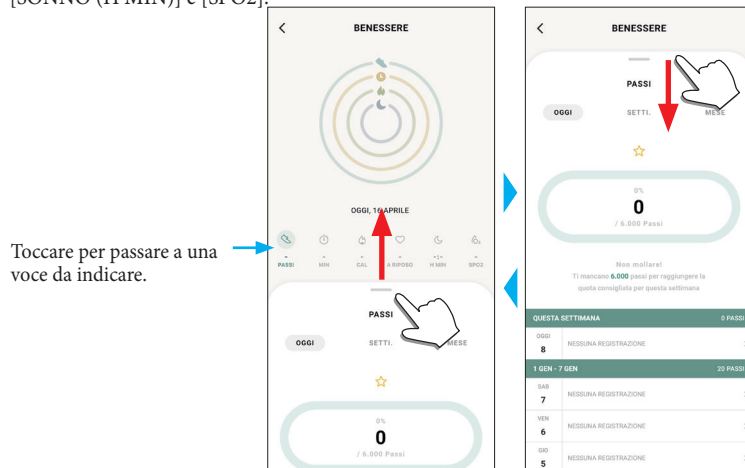 [SONNO (H MIN)] e [SPO2].
BENESSERE
OGGI, 16 APRILE
PASSI MIN CAL A RIPOSO H MIN SPO2
Toccare per passare a una
voce da indicare.
PASSI
OGGI SETTI. MESE
0%
0
/ 6.000 Passi
BENESSERE
PASSI
OGGI SETTI. MESE
0%
0
/ 6.000 Passi
Non mollare!
Ti mancano 6.000 passi per raggiungere la
quota consigliata per questa settimana
QUESTA SETTIMANA 0 PASSI
OGGI
8 NESSUNA REGISTRAZIONE
1 GEN - 7 GEN 20 PASSI
SAB
7 NESSUNA REGISTRAZIONE
VEN
6 NESSUNA REGISTRAZIONE
GIO
5 NESSUNA REGISTRAZIONE